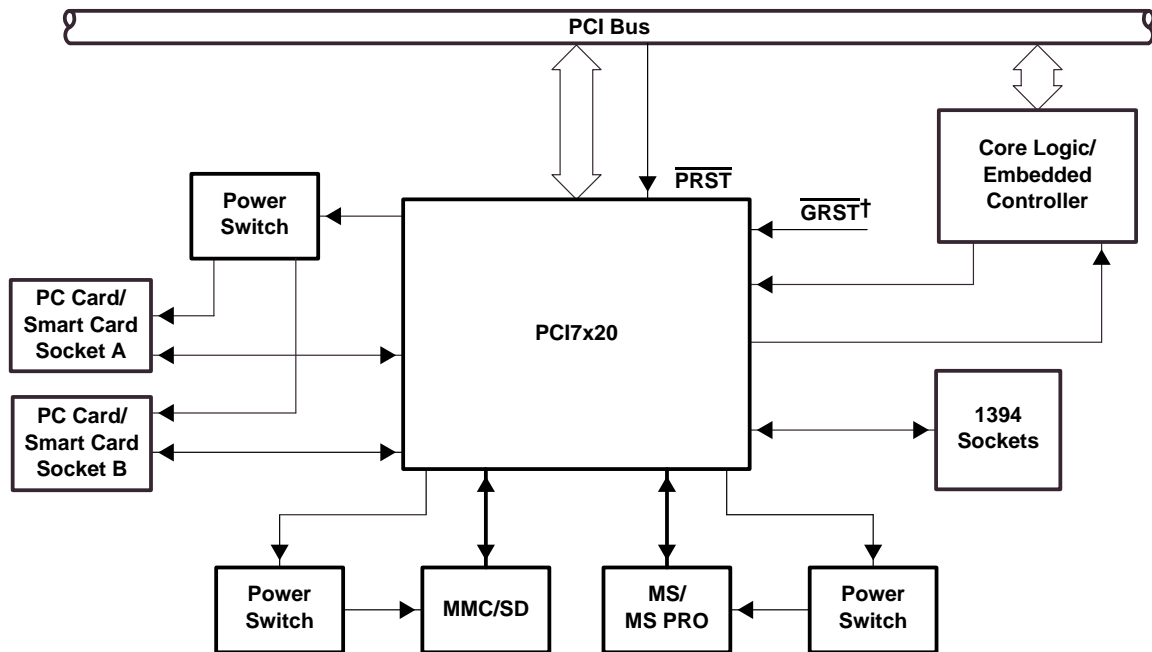 PCI Bus
PRST
GRST†
Core Logic/
Embedded
Controller
Power
Switch
PC Card/
Smart Card
Socket A
PCI7x20
PC Card/
Smart Card
Socket B
1394
Sockets
Power
Switch
MMC/SD
MS/
MS PRO
Power
Switch